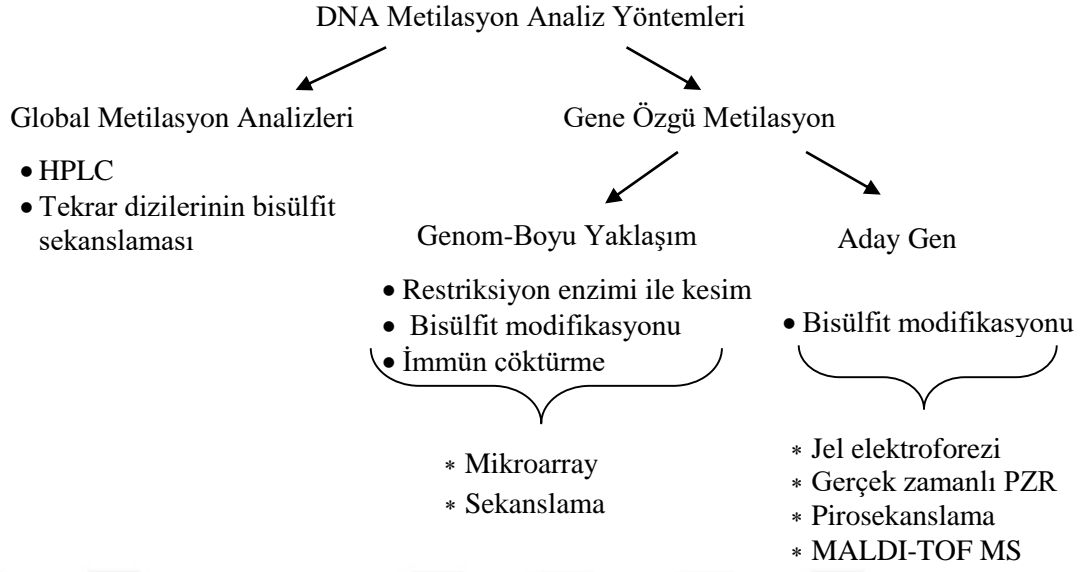 DNA Metilasyon Analiz Yöntemleri
Global Metilasyon Analizleri
• HPLC
• Tekrar dizilerinin bisülfit
sekanslaması
Gene Özgü Metilasyon
Genom-Boyu Yaklaşım
• Restriksiyon enzimi ile kesim
• Bisülfit modifikasyonu
• İmmün çöktürme
* Mikroarray
* Sekanslama
Aday Gen
• Bisülfit modifikasyonu
* Jel elektroforezi
* Gerçek zamanlı PZR
* Pirosekanslama
* MALDI-TOF MS